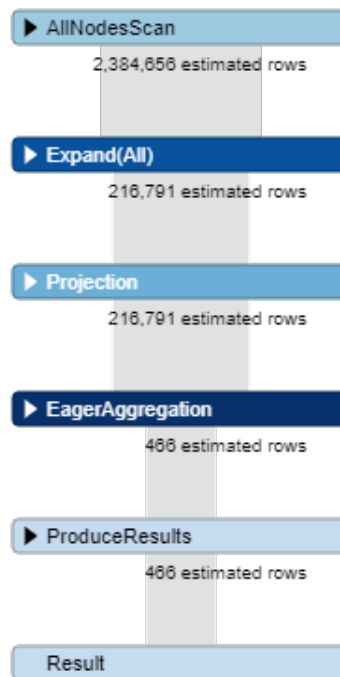 AllNodesScan
2,384,656 estimated rows
Expand(All)
216,791 estimated rows
Projection
216,791 estimated rows
EagerAggregation
466 estimated rows
ProduceResults
466 estimated rows
Result